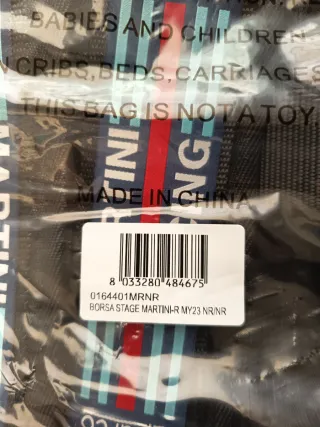 BABIES AND CHILDREN
CRIBS,BEDS,CARRIAGES
THIS BAG IS NOT A TOY
MADE IN CHINA
MARTINI
8 033280 484675
0164401MRNR
BORSA STAGE MARTINI-R MY23 NR/NR